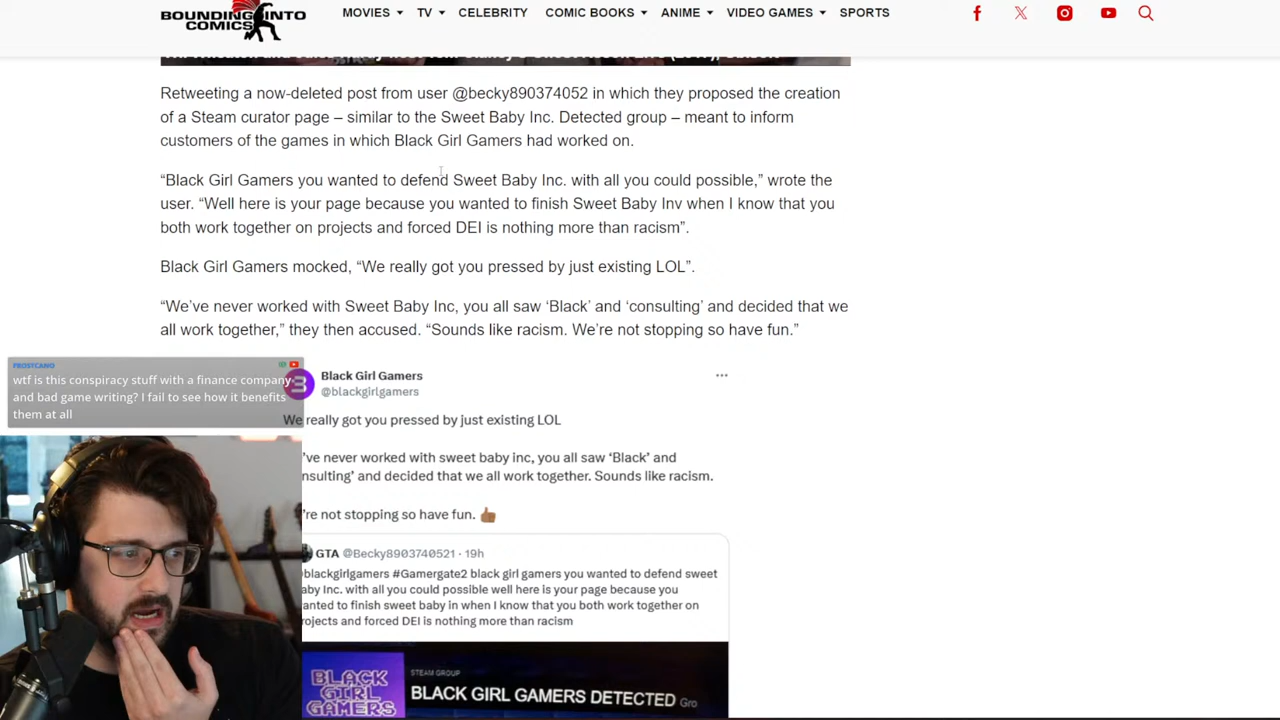 BOUNDING INTO
COMICS
MOVIES TV CELEBRITY COMIC BOOKS ANIME VIDEO GAMES SPORTS
Retweeting a now-deleted post from user @becky890374052 in which they proposed the creation
of a Steam curator page – similar to the Sweet Baby Inc. Detected group – meant to inform
customers of the games in which Black Girl Gamers had worked on.
“Black Girl Gamers you wanted to defend Sweet Baby Inc. with all you could possible,” wrote the
user. “Well here is your page because you wanted to finish Sweet Baby Inv when I know that you
both work together on projects and forced DEI is nothing more than racism”.
Black Girl Gamers mocked, “We really got you pressed by just existing LOL”.
“We’ve never worked with Sweet Baby Inc, you all saw ‘Black’ and ‘consulting’ and decided that we
all work together,” they then accused. “Sounds like racism. We’re not stopping so have fun.”
FROSYCANO
wtf is this conspiracy stuff with a finance company
and bad game writing? I fail to see how it benefits
them at all
Black Girl Gamers
@blackgirlgamers
We really got you pressed by just existing LOL
've never worked with sweet baby inc, you all saw ‘Black’ and
nsulting’ and decided that we all work together. Sounds like racism.
're not stopping so have fun.
GTA @Becky8903740521 · 19h
blackgirlgamers #Gamergate2 black girl gamers you wanted to defend sweet
aby Inc. with all you could possible well here is your page because you
anted to finish sweet baby in when I know that you both work together on
rojects and forced DEI is nothing more than racism
BLACK
GIRL
GAMERS
STEAM GROUP
BLACK GIRL GAMERS DETECTED Gro